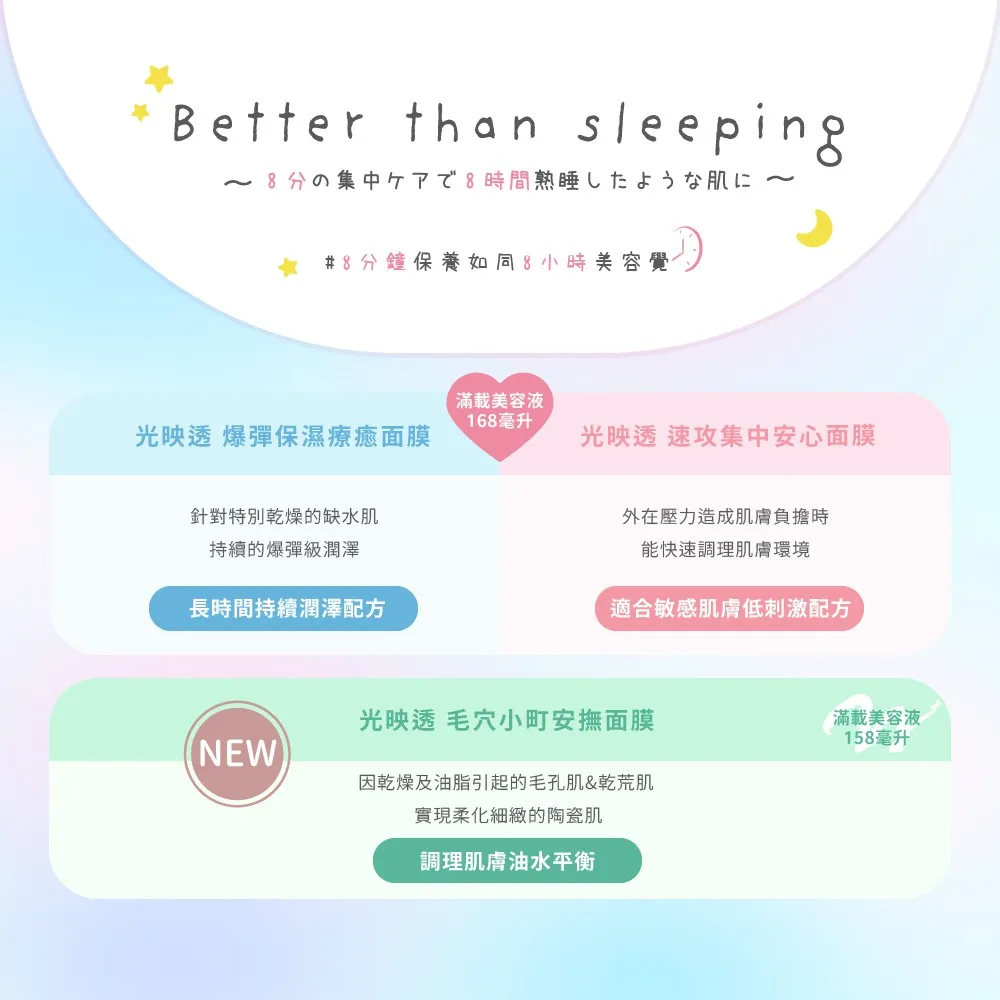 Better than sleeping
～ 8分の集中ケアで8時間熟睡したような肌に ～
#8分鐘保養如同8小時美容覺
滿載美容液
168毫升
光映透 爆彈保濕療癒面膜
針對特別乾燥的缺水肌
持續的爆彈級潤澤
長時間持續潤澤配方
光映透 速攻集中安心面膜
外在壓力造成肌膚負擔時
能快速調理肌膚環境
適合敏感肌膚低刺激配方
NEW
光映透 毛穴小町安撫面膜
滿載美容液
158毫升
因乾燥及油脂引起的毛孔肌&乾荒肌
實現柔化細緻的陶瓷肌
調理肌膚油水平衡